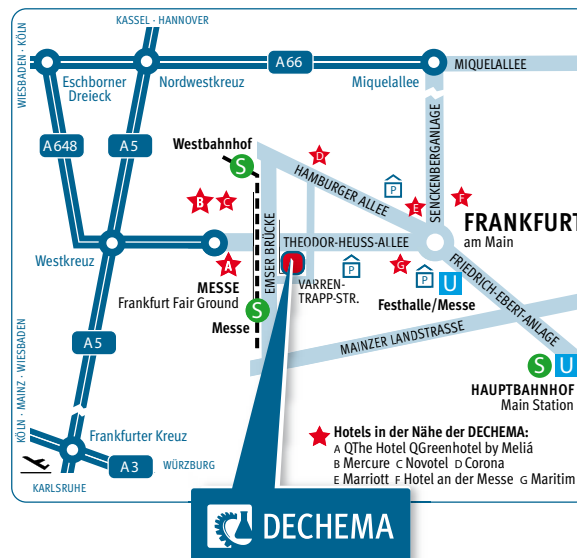 KASSEL - HANNOVER
WIESBADEN - KÖLN
A66
MIQUELALLEE
Eschborner
Dreieck
Nordwestkreuz
Miquelallee
A648
A5
Westbahnhof
S
D
HAMBURGER ALLEE
SENCKENBERGANLAGE
P
B
C
E
F
FRANKFURT
am Main
Westkreuz
EMSER BRÜCKE
THEODOR-HEUSS-ALLEE
A
P
G
P
U
MESSE
Frankfurt Fair Ground
VARREN-
TRAPP-STR.
Festhalle/Messe
FRIEDRICH-EBERT-ANLAGE
S
Messe
A5
MAINZER LANDSTRASSE
S
U
HAUPTBAHNHOF
Main Station
KÖLN - MAINZ - WIESBADEN
Frankfurter Kreuz
A3
WÜRZBURG
KARLSRUHE
Hotels in der Nähe der DECHEMA:
A QThe Hotel QGreenhotel by Meliá
B Mercure C Novotel D Corona
E Marriott F Hotel an der Messe G Maritim
DECHEMA